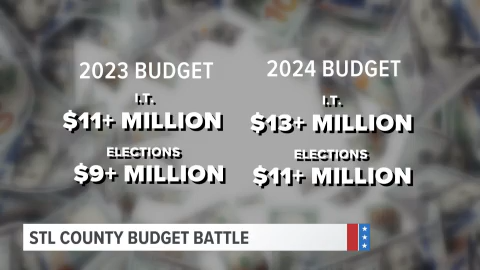 2023 BUDGET
I.T.
$11+ MILLION
ELECTIONS
$9+ MILLION
2024 BUDGET
I.T.
$13+ MILLION
ELECTIONS
$11+ MILLION
STL COUNTY BUDGET BATTLE